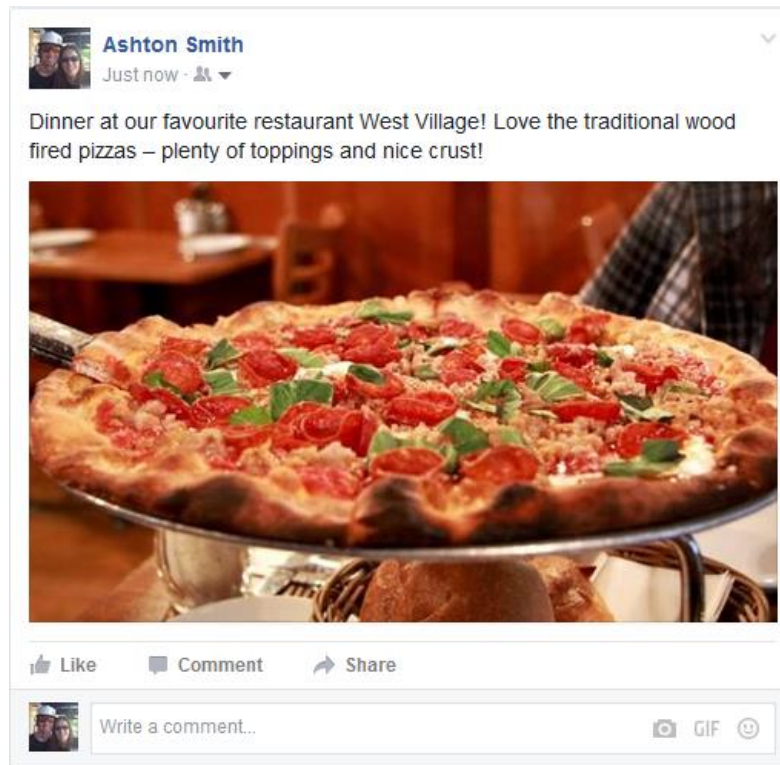 Ashton Smith
Just now ·
Dinner at our favourite restaurant West Village! Love the traditional wood
fired pizzas – plenty of toppings and nice crust!
Like Comment Share
Write a comment... GIF